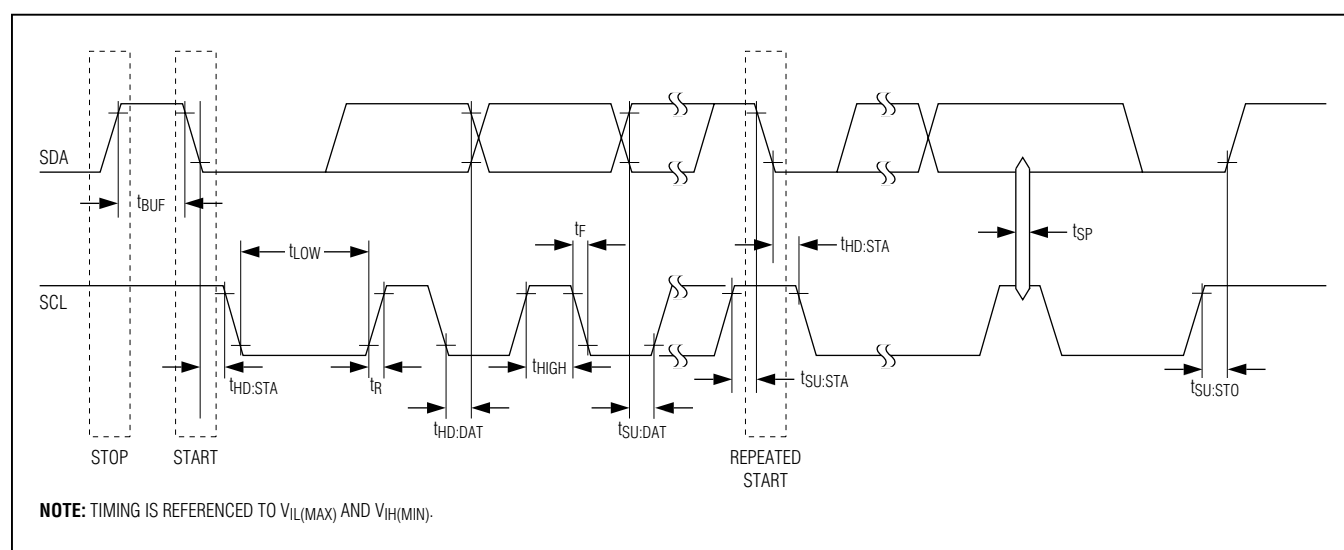 SDA
tBUF
tF
tSP
tLOW
tHD:STA
SCL
tHD:STA
tR
tHIGH
tSU:STA
tSU:STO
tHD:DAT
tSU:DAT
STOP
START
REPEATED
START
NOTE: TIMING IS REFERENCED TO VIL(MAX) AND VIH(MIN).